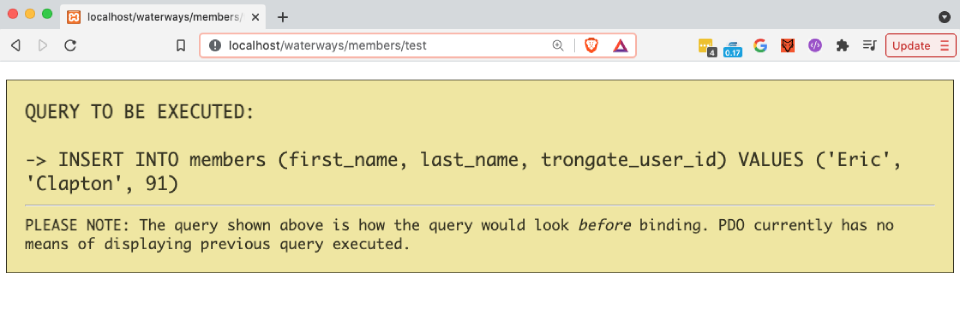 localhost/waterways/members/
localhost/waterways/members/test
4
0.17
Update
QUERY TO BE EXECUTED:
-> INSERT INTO members (first_name, last_name, trongate_user_id) VALUES ('Eric',
'Clapton', 91)
PLEASE NOTE: The query shown above is how the query would look before binding. PDO currently has no
means of displaying previous query executed.